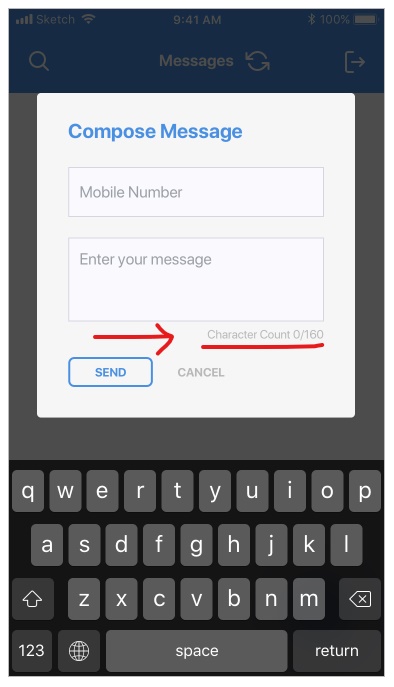 Sketch 9:41 AM 100%
Messages
Compose Message
Mobile Number
Enter your message
Character Count 0/160
SEND CANCEL
q w e r t y u i o p
a s d f g h j k l
z x c v b n m
123 space return